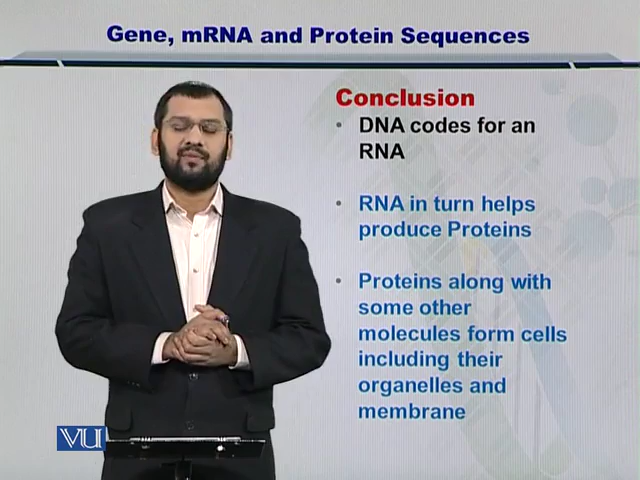 Gene, mRNA and Protein Sequences
Conclusion
• DNA codes for an
RNA
• RNA in turn helps
produce Proteins
• Proteins along with
some other
molecules form cells
including their
organelles and
membrane
VU